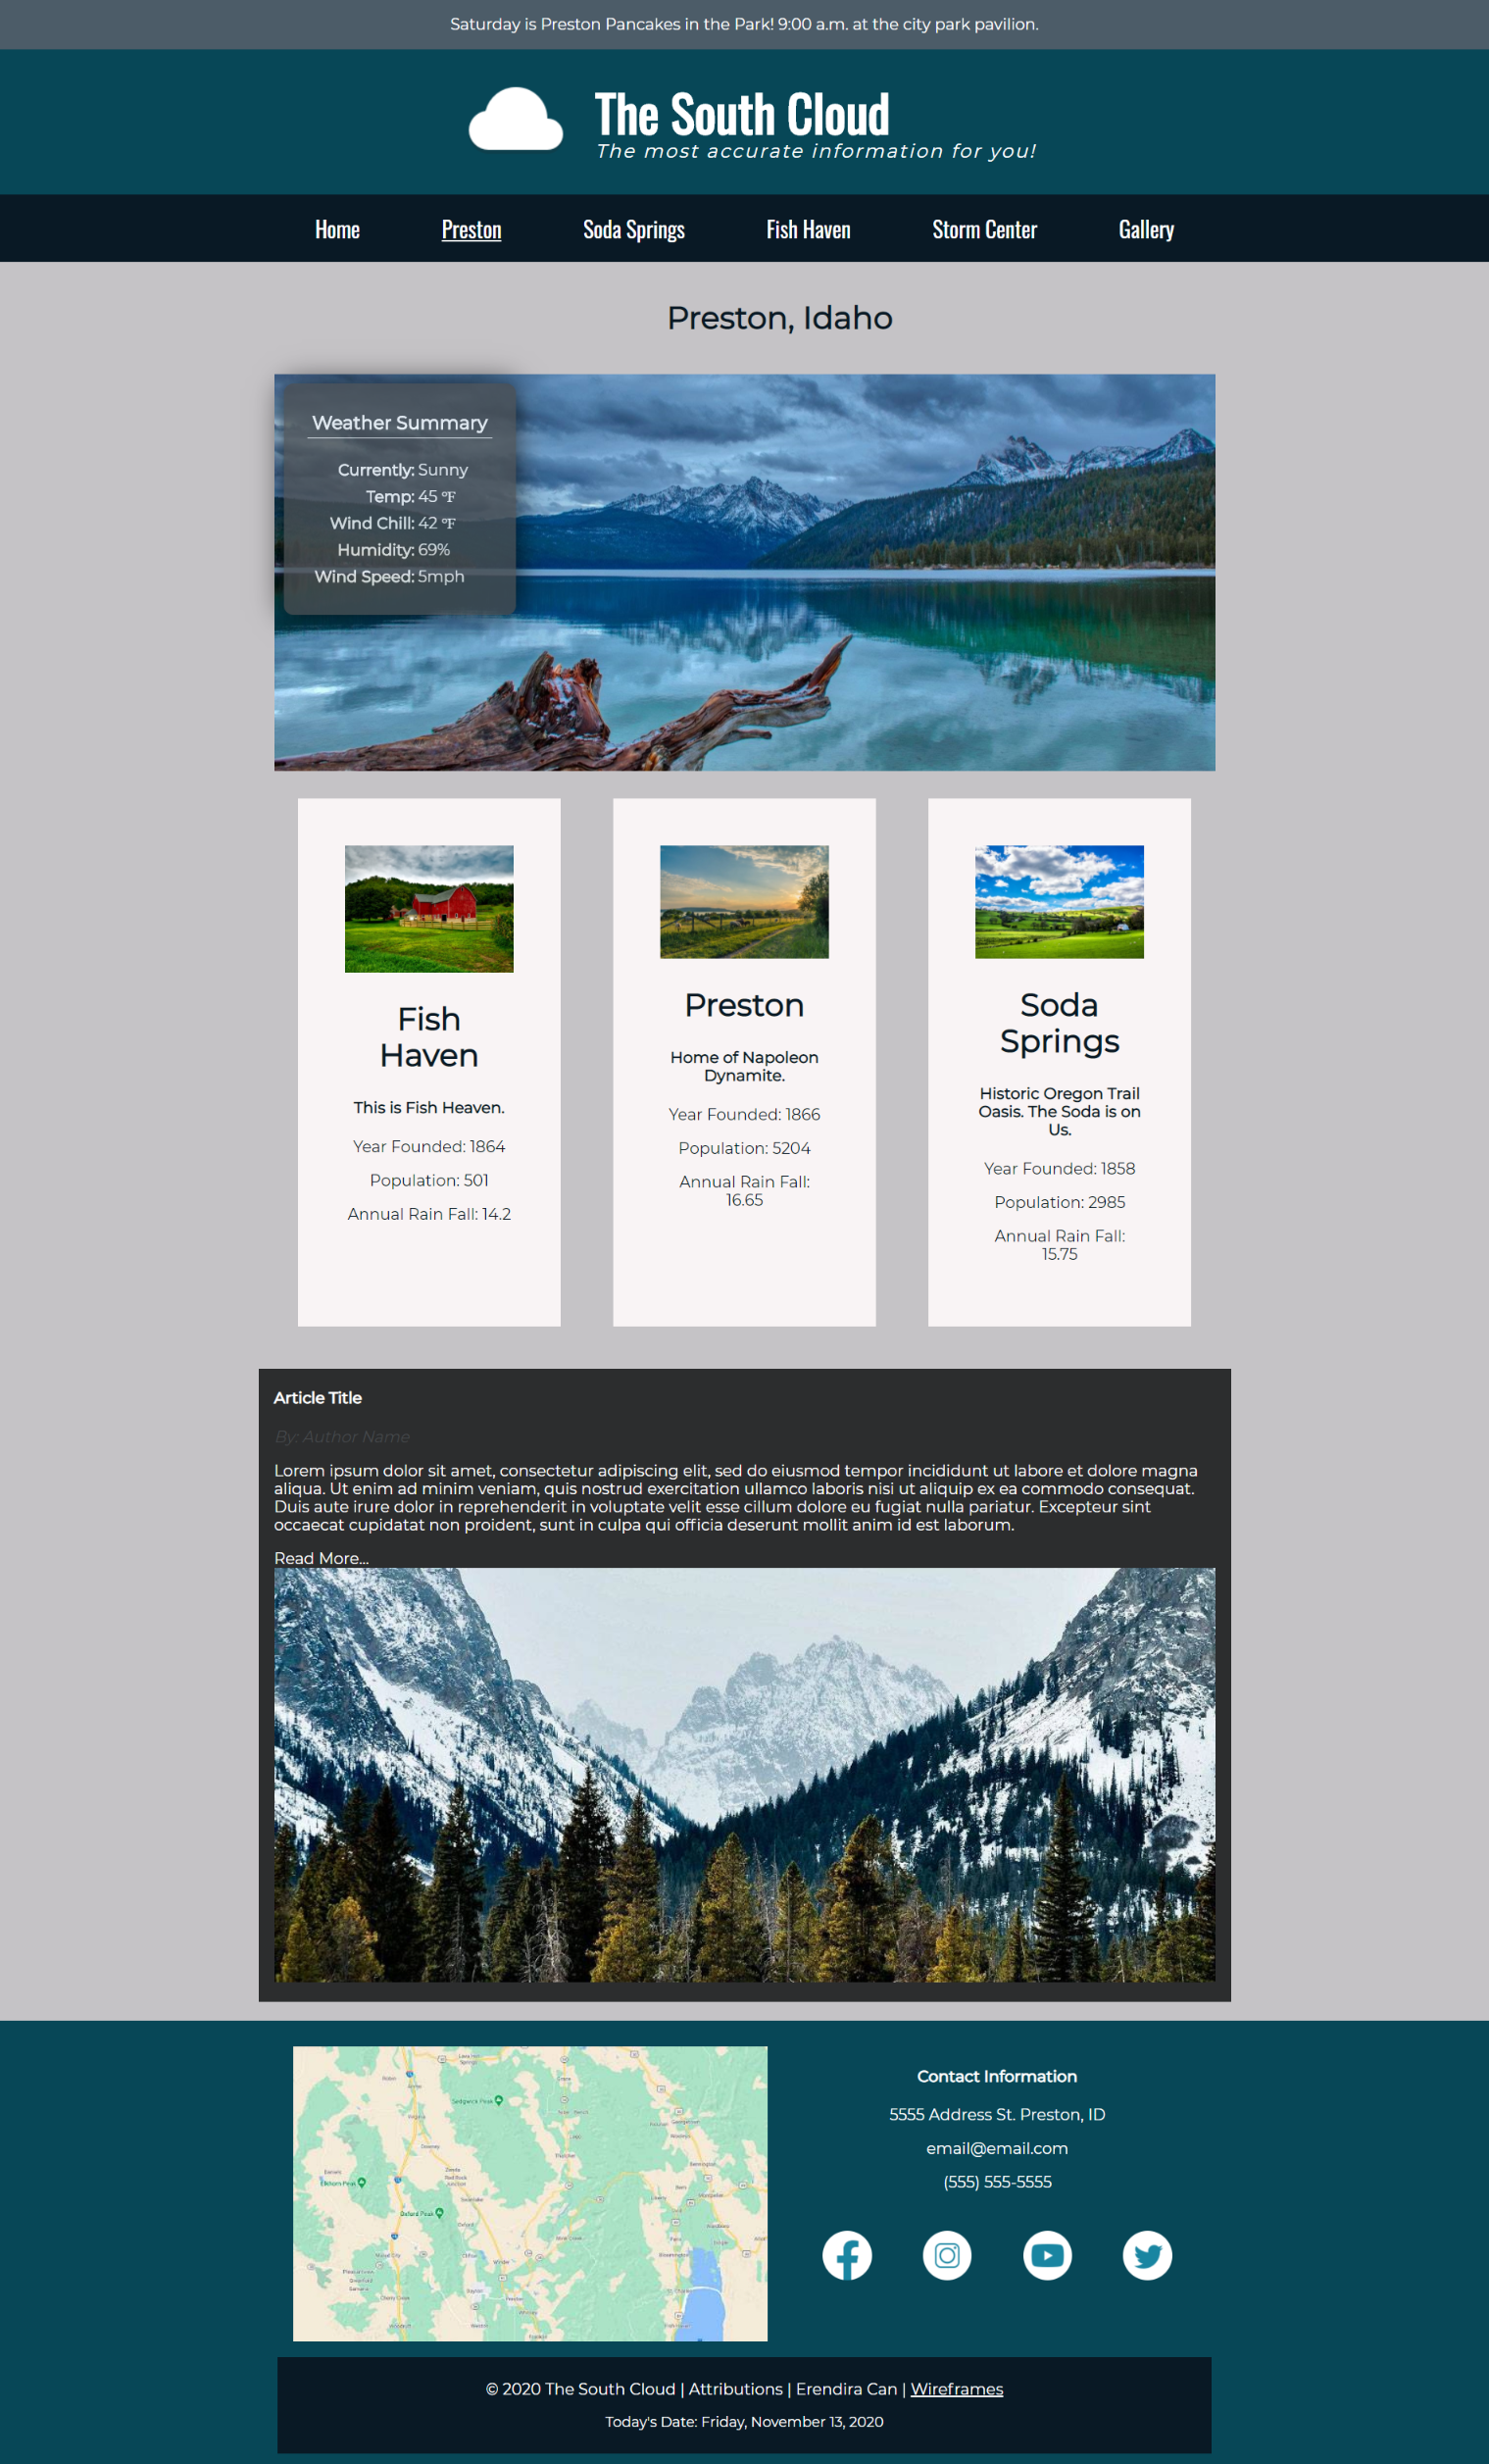 Saturday is Preston Pancakes in the Park! 9:00 a.m. at the city park pavilion.
The South Cloud
The most accurate information for you!
Home
Preston
Soda Springs
Fish Haven
Storm Center
Gallery
Preston, Idaho
Weather Summary
Currently: Sunny
Temp: 45 °F
Wind Chill: 42 °F
Humidity: 69%
Wind Speed: 5mph
Fish
Haven
This is Fish Heaven.
Year Founded: 1864
Population: 501
Annual Rain Fall: 14.2
Preston
Home of Napoleon
Dynamite.
Year Founded: 1866
Population: 5204
Annual Rain Fall:
16.65
Soda
Springs
Historic Oregon Trail
Oasis. The Soda is on
Us.
Year Founded: 1858
Population: 2985
Annual Rain Fall:
15.75
Article Title
By: Author Name
Lorem ipsum dolor sit amet, consectetur adipiscing elit, sed do eiusmod tempor incididunt ut labore et dolore magna
aliqua. Ut enim ad minim veniam, quis nostrud exercitation ullamco laboris nisi ut aliquip ex ea commodo consequat.
Duis aute irure dolor in reprehenderit in voluptate velit esse cillum dolore eu fugiat nulla pariatur. Excepteur sint
occaecat cupidatat non proident, sunt in culpa qui officia deserunt mollit anim id est laborum.
Read More...
Sedgwick Peak
Elkhorn Peak
Oxford Peak
Contact Information
5555 Address St. Preston, ID
email@email.com
(555) 555-5555
© 2020 The South Cloud | Attributions | Erendira Can | Wireframes
Today's Date: Friday, November 13, 2020